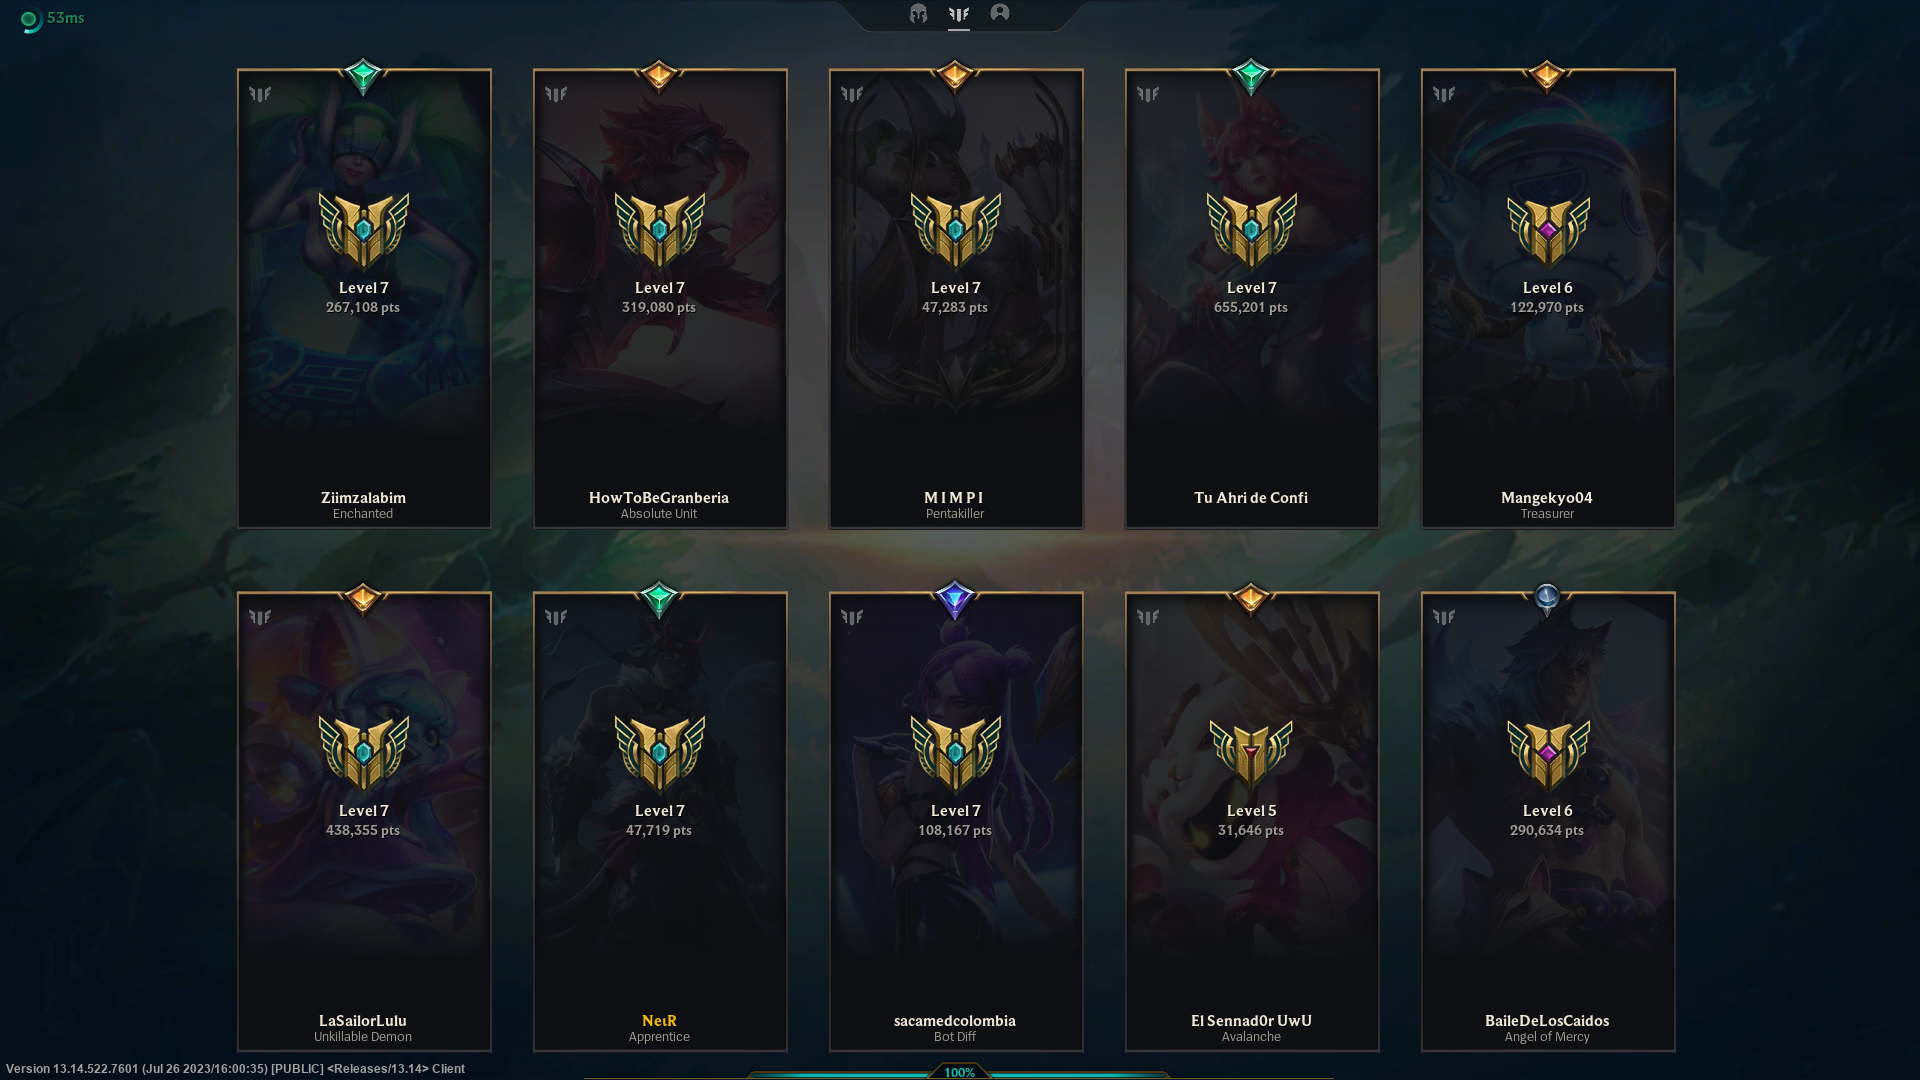 53ms
Level 7
267,108 pts
Ziimzalabim
Enchanted
Level 7
319,080 pts
HowToBeGranberia
Absolute Unit
Level 7
47,283 pts
M I M P I
Pentakiller
Level 7
655,201 pts
Tu Ahri de Confi
Level 6
122,970 pts
Mangekyo04
Treasurer
Level 7
438,355 pts
LaSailorLulu
Unkillable Demon
Level 7
47,719 pts
NetR
Apprentice
Level 7
108,167 pts
sacamedcolombia
Bot Diff
Level 5
31,646 pts
El Sennad0r UwU
Avalanche
Level 6
290,634 pts
BaileDeLosCaidos
Angel of Mercy
Version 13.14.522.7601 (Jul 26 2023/16:00:35) [PUBLIC] <Releases/13.14> Client
100%